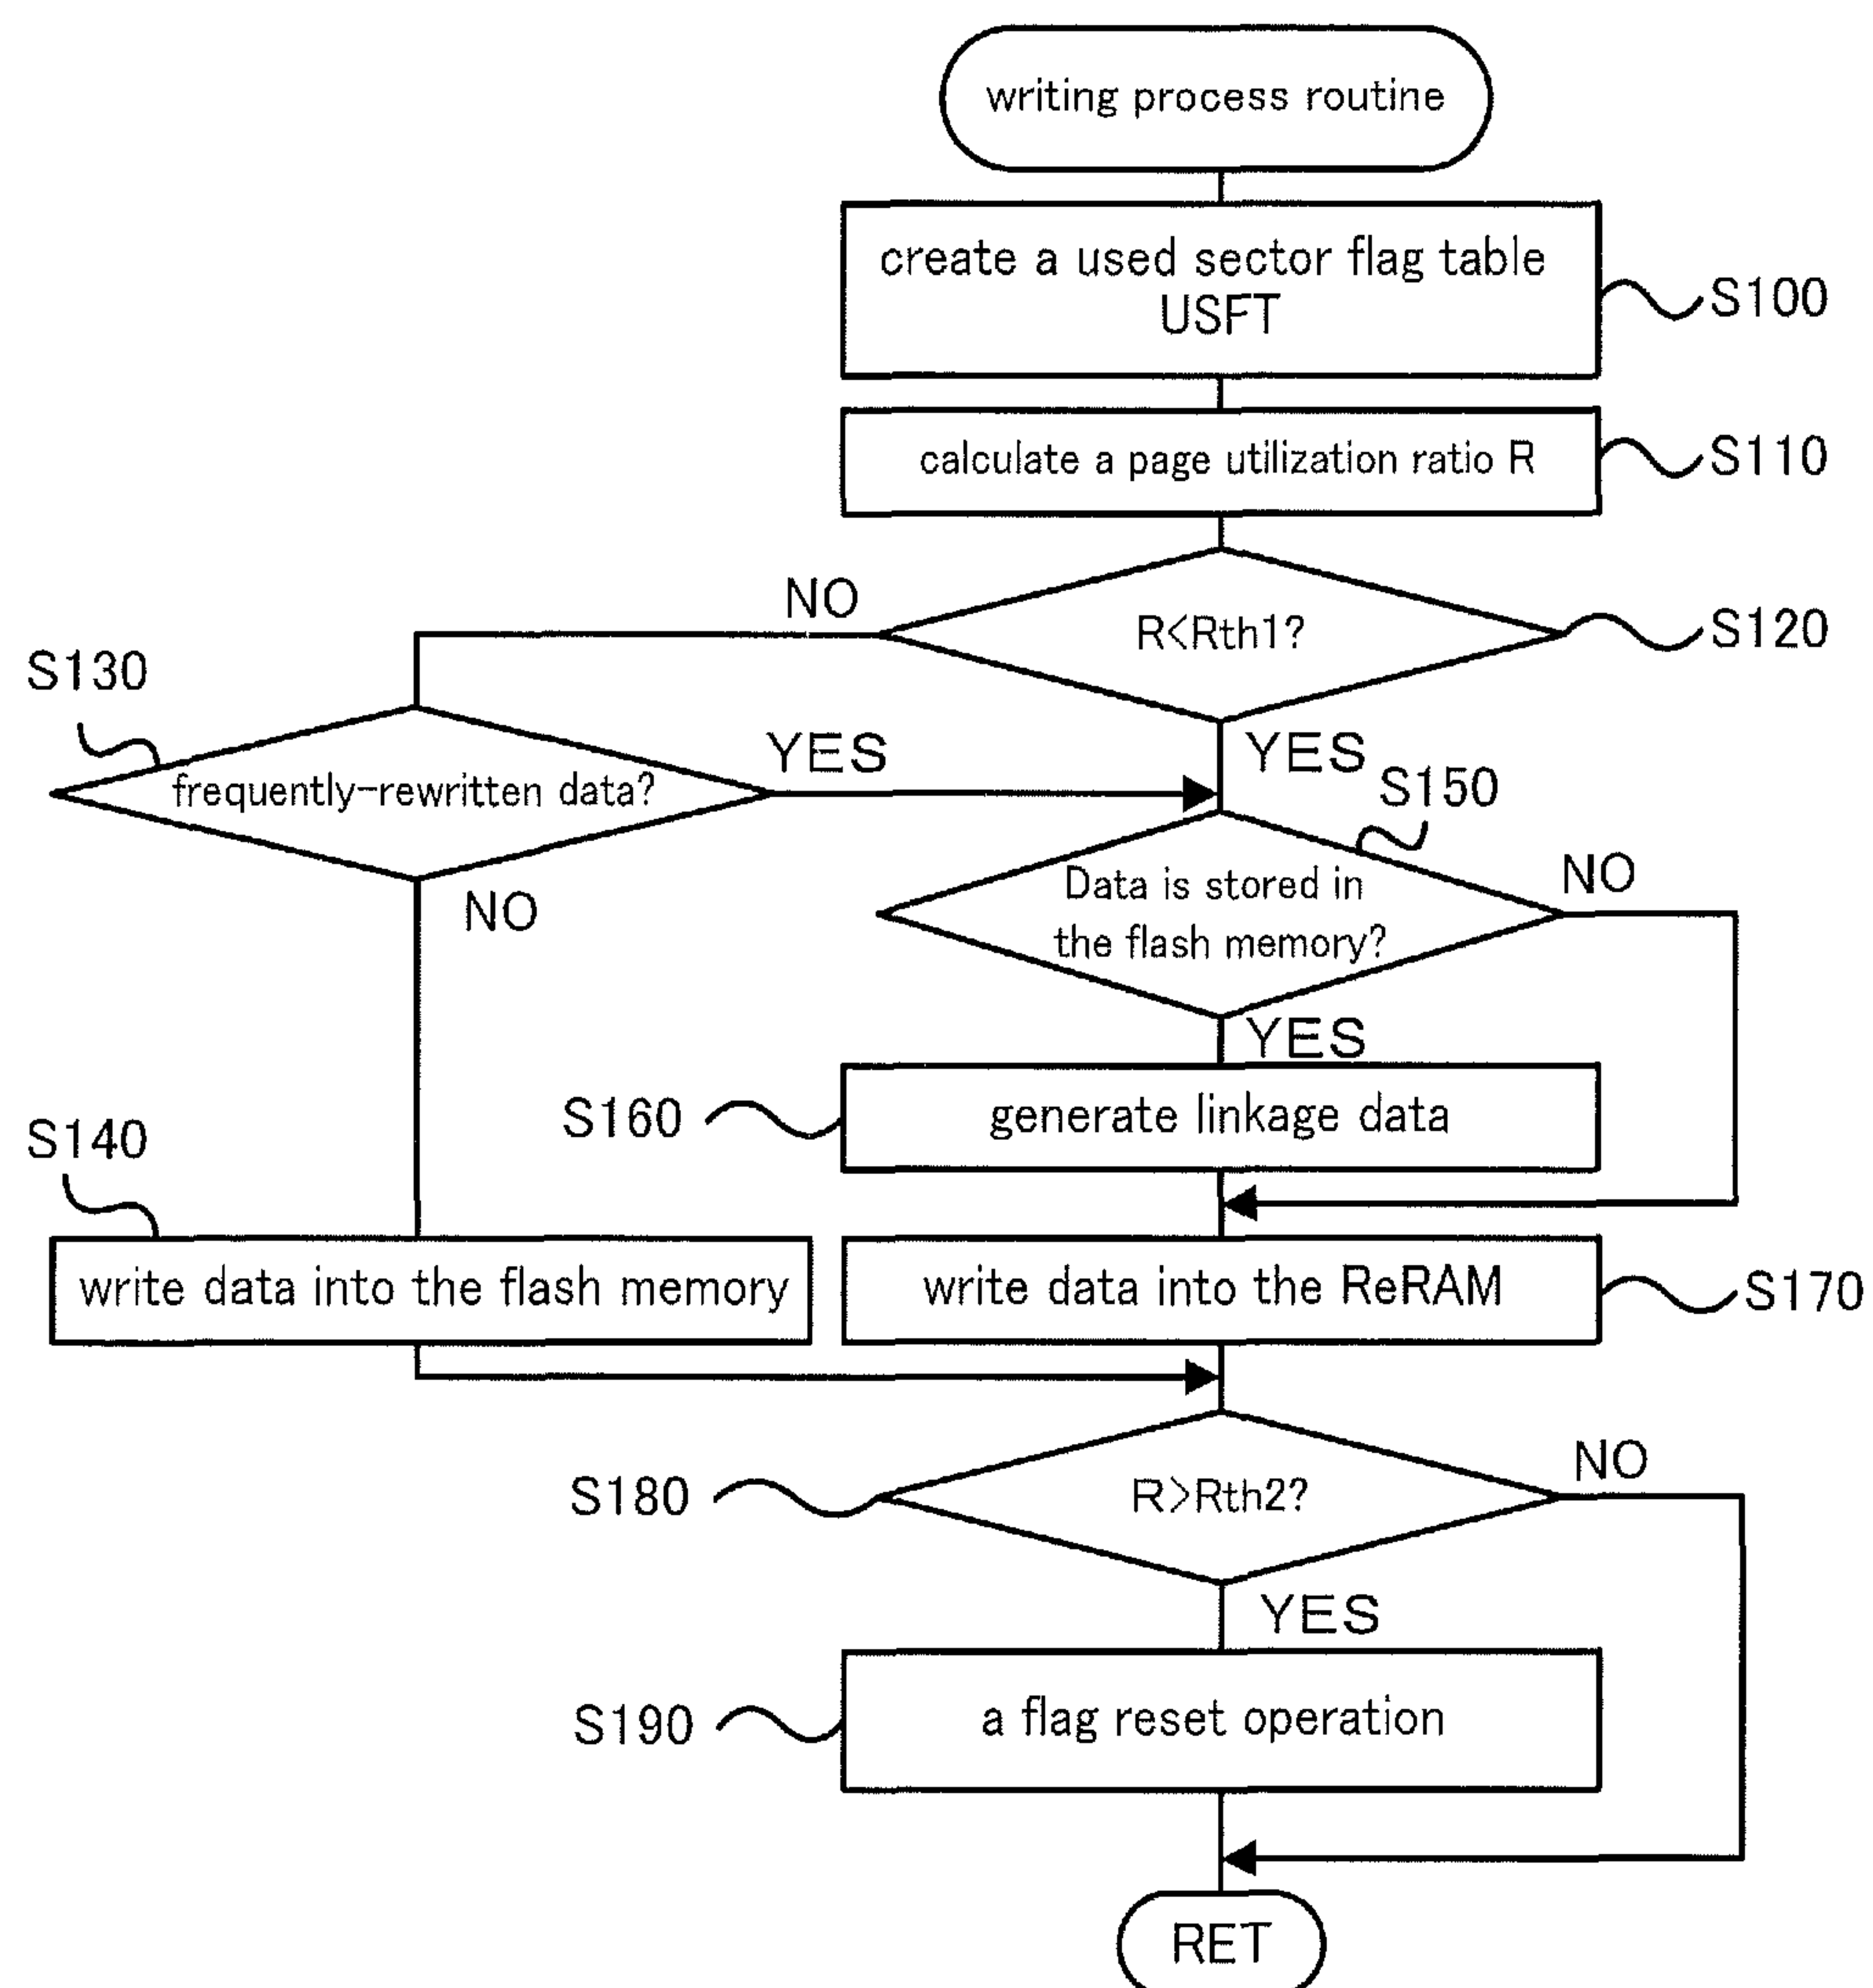 writing process routine
create a used sector flag table
USFT
S100
calculate a page utilization ratio R
S110
NO
R<Rth1?
S120
S130
frequently-rewritten data?
YES
YES
S150
NO
Data is stored in
the flash memory?
NO
YES
S160
generate linkage data
S140
write data into the flash memory
write data into the ReRAM
S170
S180
R>Rth2?
NO
YES
S190
a flag reset operation
RET